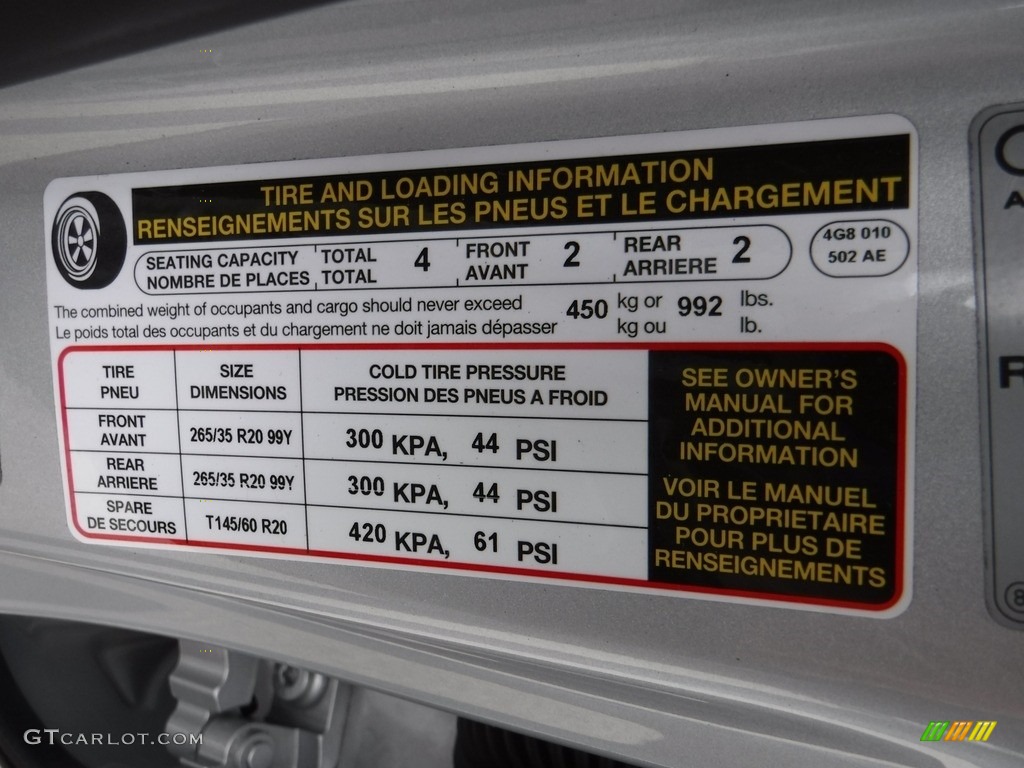 TIRE AND LOADING INFORMATION
RENSEIGNEMENTS SUR LES PNEUS ET LE CHARGEMENT
SEATING CAPACITY TOTAL 4 FRONT 2 REAR 2
NOMBRE DE PLACES TOTAL AVANT ARRIERE
4G8 010
502 AE
The combined weight of occupants and cargo should never exceed 450 kg or 992 lbs.
Le poids total des occupants et du chargement ne doit jamais dépasser kg ou lb.
TIRE SIZE COLD TIRE PRESSURE
PNEU DIMENSIONS PRESSION DES PNEUS A FROID
FRONT
AVANT 265/35 R20 99Y 300 KPA, 44 PSI
REAR
ARRIERE 265/35 R20 99Y 300 KPA, 44 PSI
SPARE
DE SECOURS T145/60 R20 420 KPA, 61 PSI
SEE OWNER'S
MANUAL FOR
ADDITIONAL
INFORMATION
VOIR LE MANUEL
DU PROPRIETAIRE
POUR PLUS DE
RENSEIGNEMENTS
GTCARLOT.COM